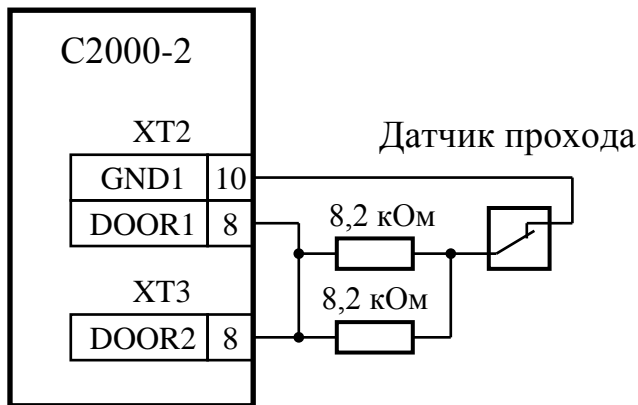 С2000-2
XT2
Датчик прохода
GND1 10
DOOR1 8
8,2 кОм
XT3
8,2 кОм
DOOR2 8